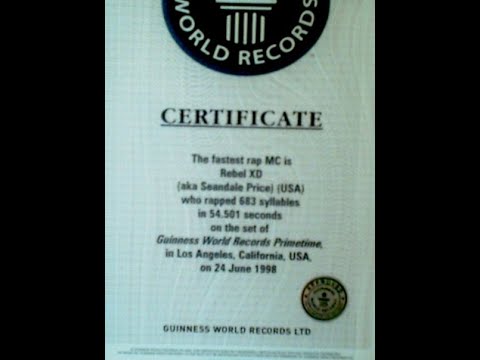 WORLD RECORDS
CERTIFICATE
The fastest rap MC is
Rebel XD
(aka Seandale Price) (USA)
who rapped 683 syllables
in 54.501 seconds
on the set of
Guinness World Records Primetime,
in Los Angeles, California, USA,
on 24 June 1998
GUINNESS WORLD RECORDS LTD